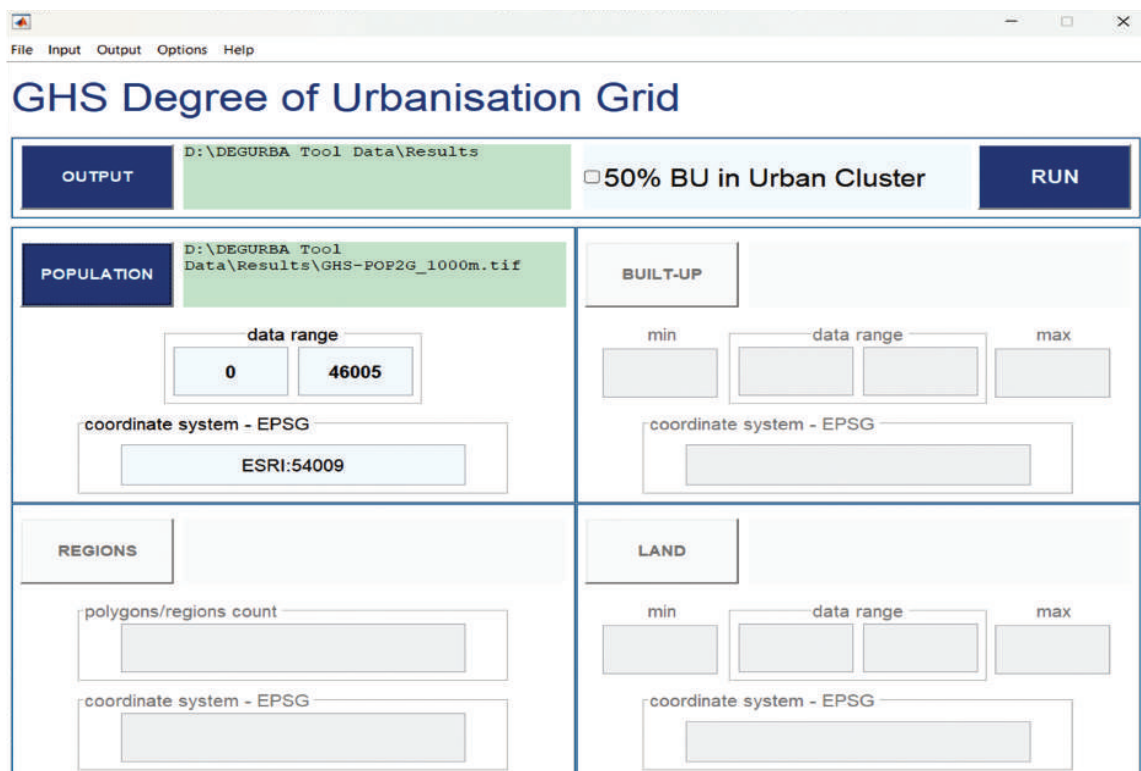 File Input Output Options Help
GHS Degree of Urbanisation Grid
OUTPUT
D:\DEGURBA Tool Data\Results
50% BU in Urban Cluster
RUN
POPULATION
D:\DEGURBA Tool
Data\Results\GHS-POP2G_1000m.tif
data range
0 46005
coordinate system - EPSG
ESRI:54009
BUILT-UP
min data range max
coordinate system - EPSG
REGIONS
polygons/regions count
coordinate system - EPSG
LAND
min data range max
coordinate system - EPSG